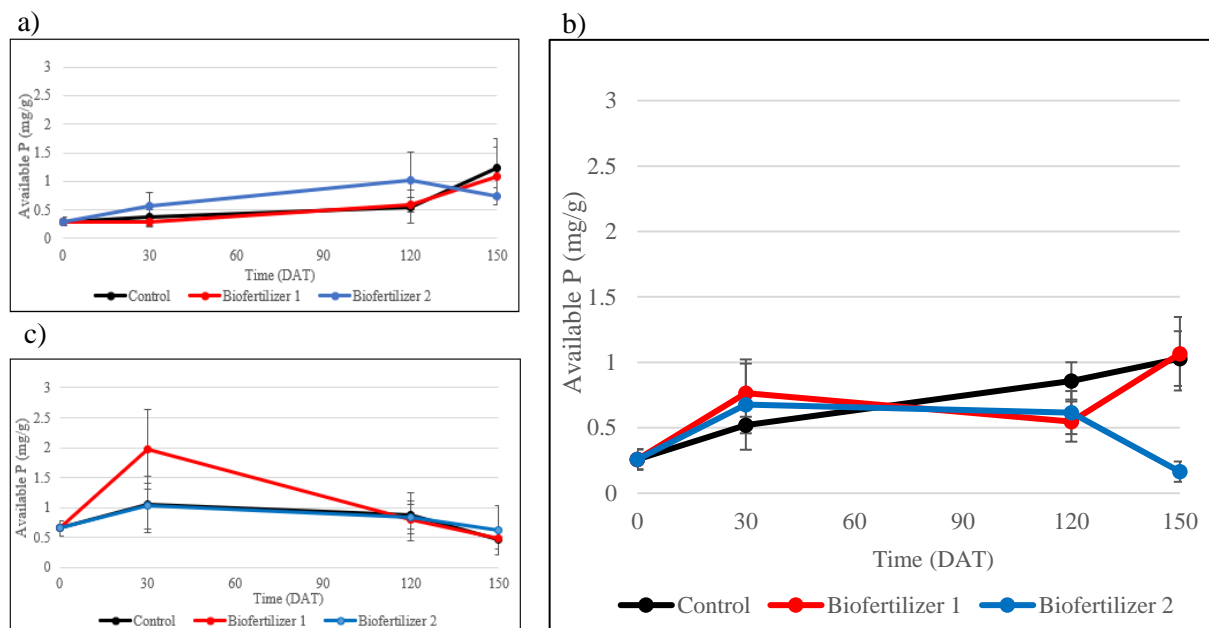 a)
3
2.5
2
1.5
1
0.5
0
Available P (mg/g)
0 30 60 90 120 150
Time (DAT)
Control Biofertilizer 1 Biofertilizer 2
c)
3
2.5
2
1.5
1
0.5
0
Available P (mg/g)
0 30 60 90 120 150
Time (DAT)
Control Biofertilizer 1 Biofertilizer 2
b)
3
2.5
2
1.5
1
0.5
0
Available P (mg/g)
0 30 60 90 120 150
Time (DAT)
Control Biofertilizer 1 Biofertilizer 2